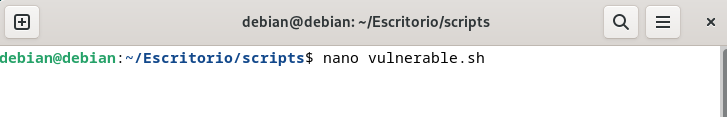 debian@debian: ~/Escritorio/scripts
debian@debian:~/Escritorio/scripts$ nano vulnerable.sh